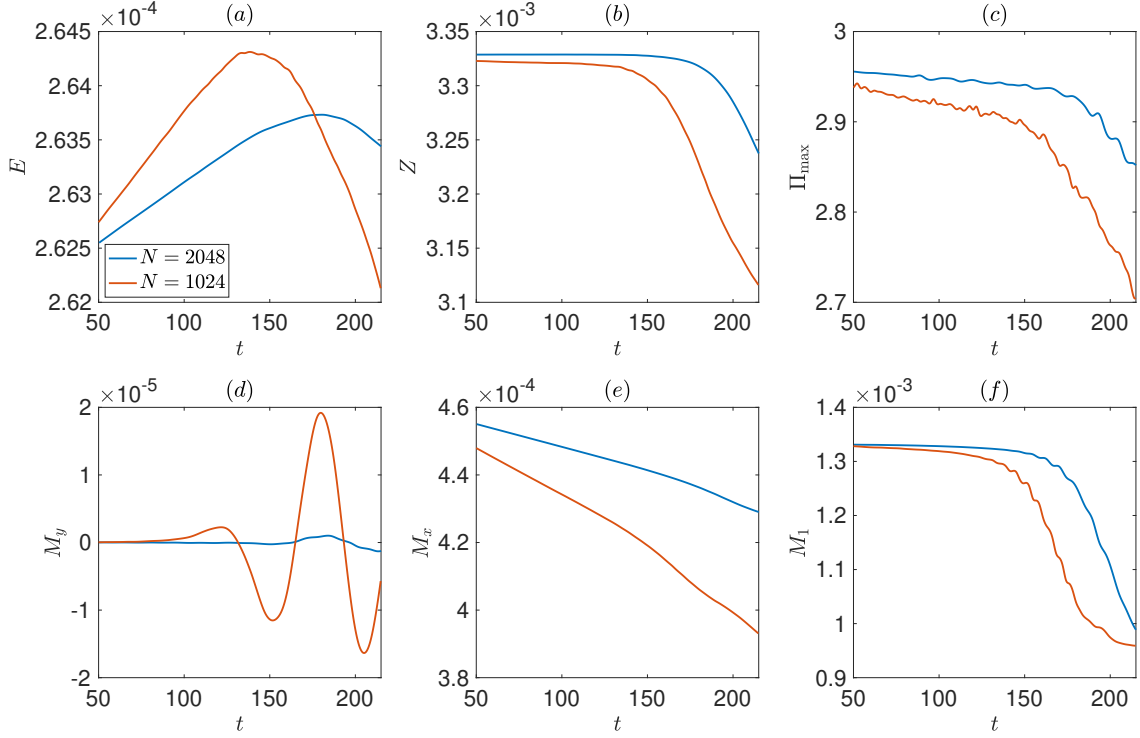 (a)
×10⁻⁴
2.645
2.64
2.635
2.63
2.625
2.62
E
N = 2048
N = 1024
50 100 150 200
t
(b)
×10⁻³
3.35
3.3
3.25
3.2
3.15
3.1
Z
50 100 150 200
t
(c)
3
2.9
2.8
2.7
Πmax
50 100 150 200
t
(d)
×10⁻⁵
2
1
0
-1
-2
My
50 100 150 200
t
(e)
×10⁻⁴
4.6
4.4
4.2
4
3.8
Mx
50 100 150 200
t
(f)
×10⁻³
1.4
1.3
1.2
1.1
1
0.9
M1
50 100 150 200
t